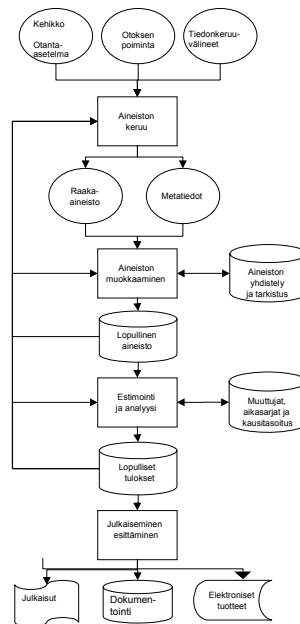 Kehikko
Otanta-
asetelma
Otoksen
poiminta
Tiedonkeruu-
välineet
Aineiston
keruu
Raaka-
aineisto
Metatiedot
Aineiston
muokkaaminen
Aineiston
yhdistely
ja tarkistus
Lopullinen
aineisto
Estimointi
ja analyysi
Muuttujat,
aikasarjat ja
kausitasoitus
Lopulliset
tulokset
Julkaiseminen
esittäminen
Julkaisut
Dokumen-
tointi
Elektroniset
tuotteet